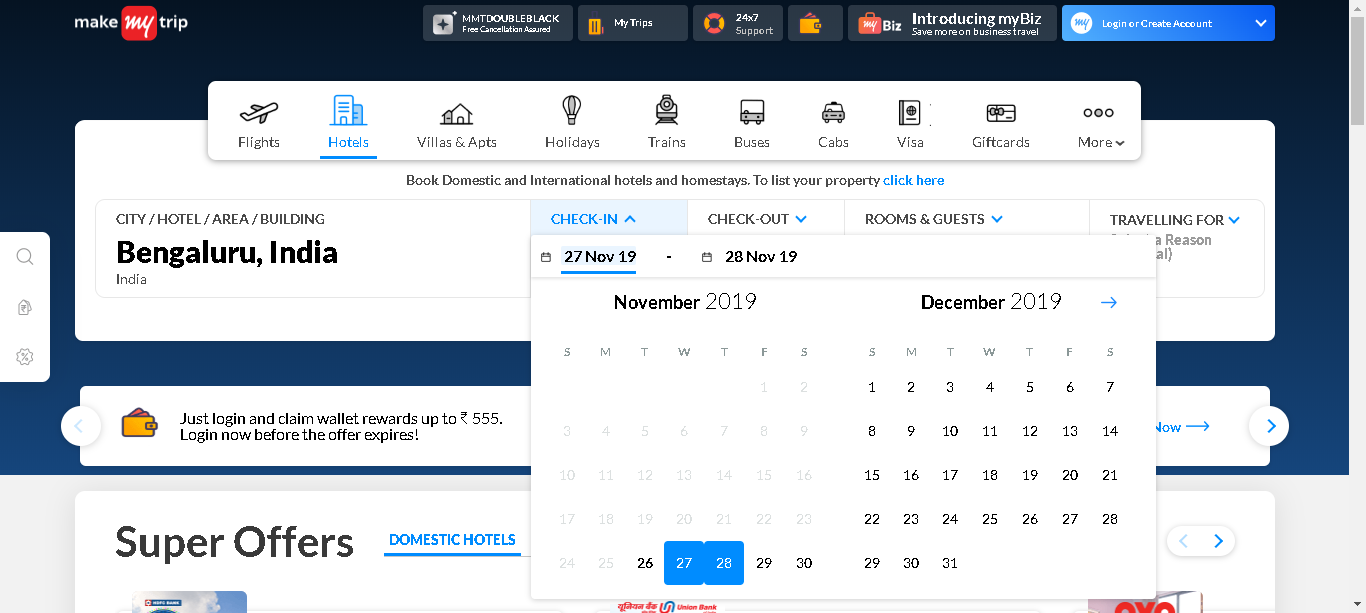 make my trip
MMTDOUBLEBLACK
Free Cancellation Assured
My Trips
24x7
Support
my Biz
Introducing myBiz
Save more on business travel
my
Login or Create Account
Flights
Hotels
Villas & Apts
Holidays
Trains
Buses
Cabs
Visa
Giftcards
More
Book Domestic and International hotels and homestays. To list your property click here
CITY / HOTEL / AREA / BUILDING
Bengaluru, India
India
CHECK-IN
CHECK-OUT
ROOMS & GUESTS
TRAVELLING FOR
a Reason
al)
27 Nov 19 - 28 Nov 19
November 2019
S M T W T F S
1 2
3 4 5 6 7 8 9
10 11 12 13 14 15 16
17 18 19 20 21 22 23
24 25 26 27 28 29 30
December 2019
S M T W T F S
1 2 3 4 5 6 7
8 9 10 11 12 13 14
15 16 17 18 19 20 21
22 23 24 25 26 27 28
29 30 31
Just login and claim wallet rewards up to ₹ 555.
Login now before the offer expires!
Now
Super Offers
DOMESTIC HOTELS
HDFC BANK
यूनियन बैंक Union Bank